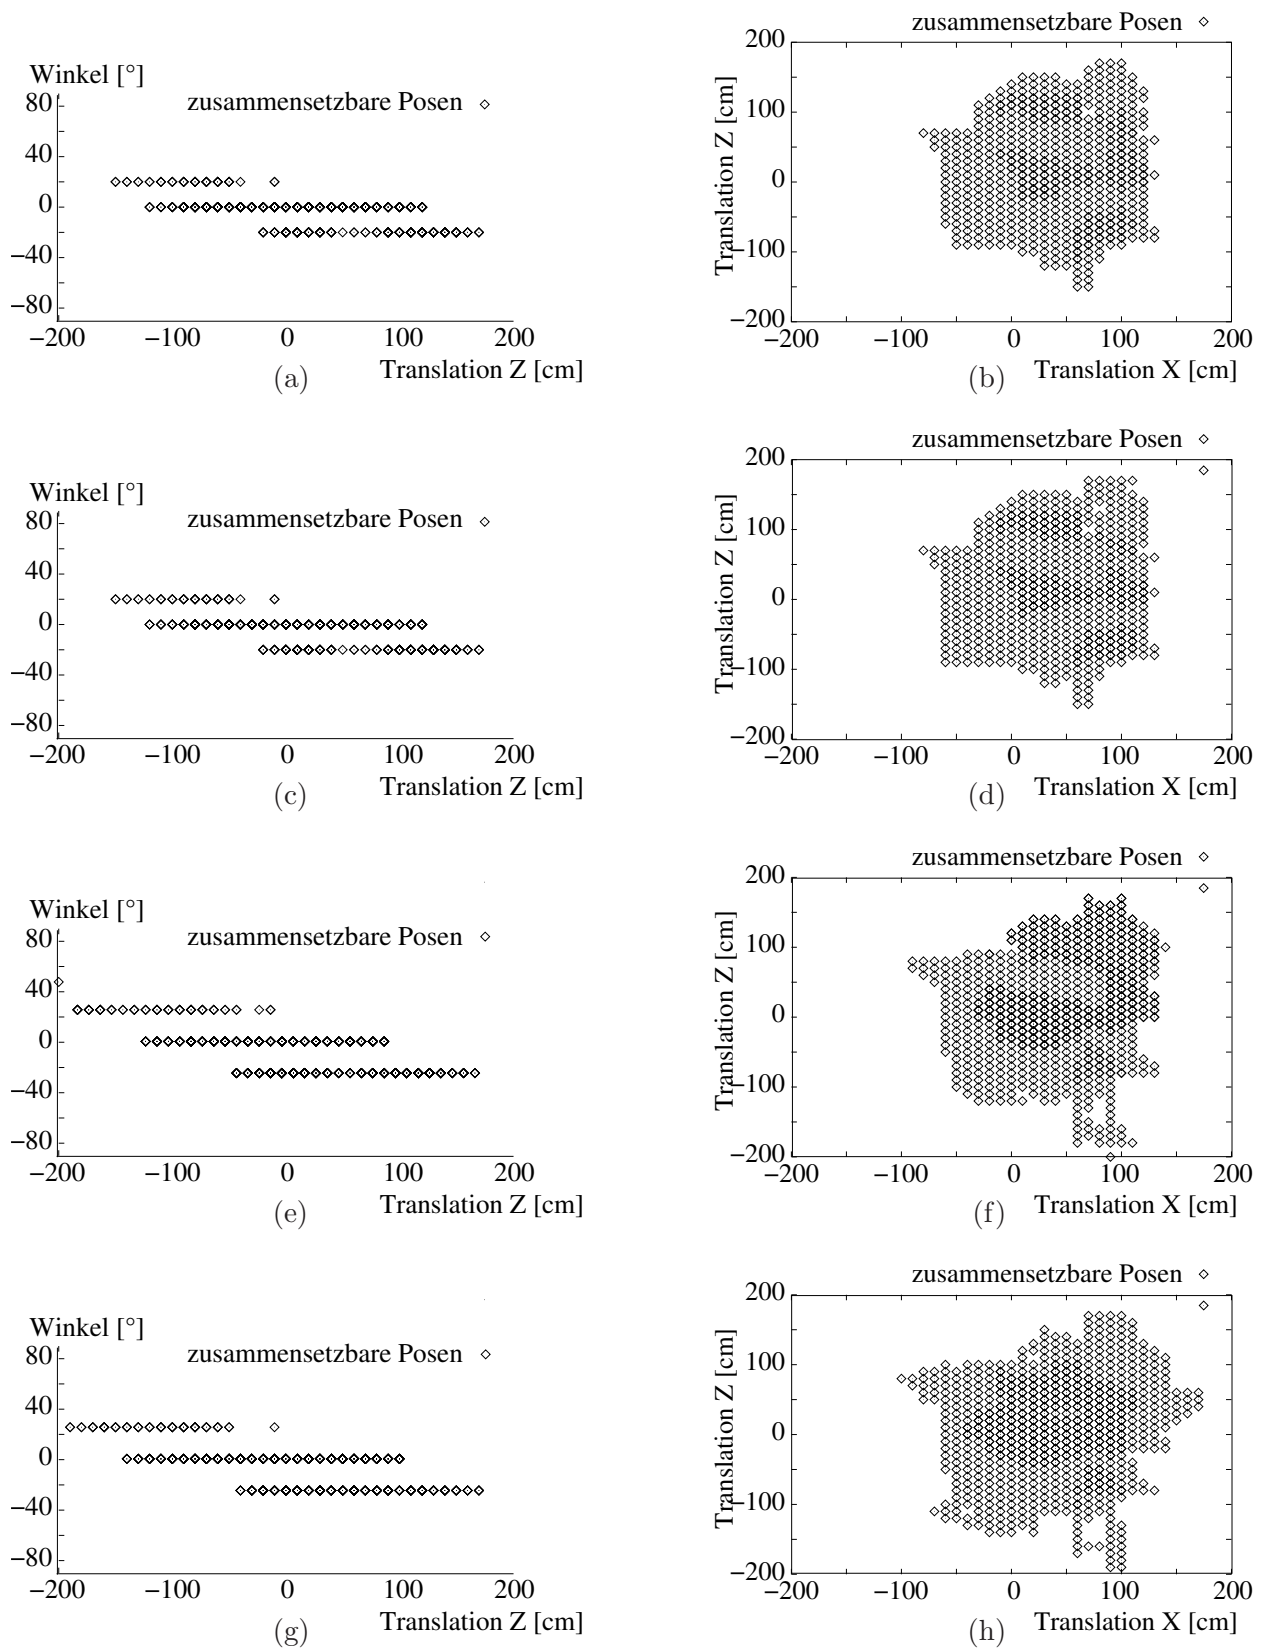 zusammensetzbare Posen
200
100
0
−100
−200
Translation Z [cm]
−200 −100 0 100 200
(b) Translation X [cm]
Winkel [°]
zusammensetzbare Posen
80
40
0
−40
−80
−200 −100 0 100 200
(a) Translation Z [cm]
zusammensetzbare Posen
200
100
0
−100
−200
Translation Z [cm]
−200 −100 0 100 200
(d) Translation X [cm]
Winkel [°]
zusammensetzbare Posen
80
40
0
−40
−80
−200 −100 0 100 200
(c) Translation Z [cm]
zusammensetzbare Posen
200
100
0
−100
−200
Translation Z [cm]
−200 −100 0 100 200
(f) Translation X [cm]
Winkel [°]
zusammensetzbare Posen
80
40
0
−40
−80
−200 −100 0 100 200
(e) Translation Z [cm]
zusammensetzbare Posen
200
100
0
−100
−200
Translation Z [cm]
−200 −100 0 100 200
(h) Translation X [cm]
Winkel [°]
zusammensetzbare Posen
80
40
0
−40
−80
−200 −100 0 100 200
(g) Translation Z [cm]